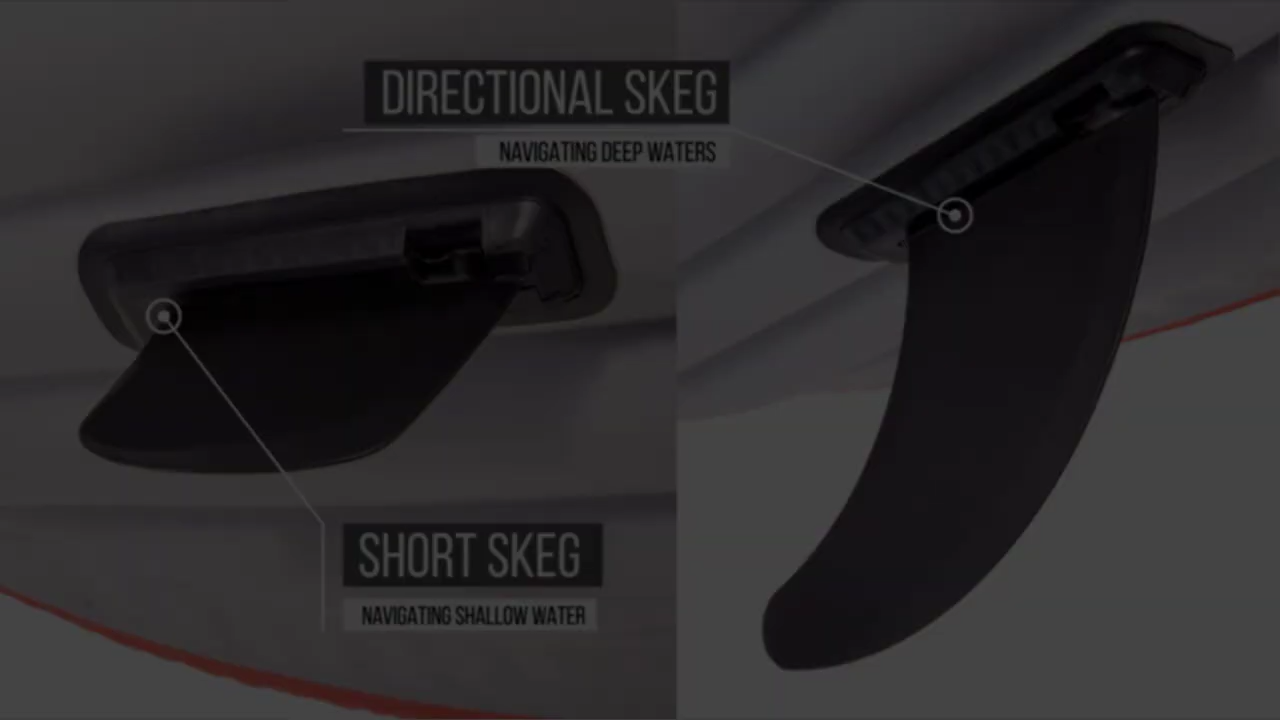 DIRECTIONAL SKEG
NAVIGATING DEEP WATERS
SHORT SKEG
NAVIGATING SHALLOW WATER